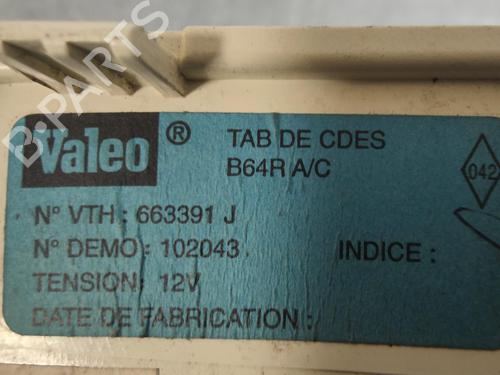 Valeo ®
TAB DE CDES
B64R A/C
042
N° VTH : 663391 J
N° DEMO : 102043
INDICE :
TENSION: 12V
DATE DE FABRICATION :
B-PARTS